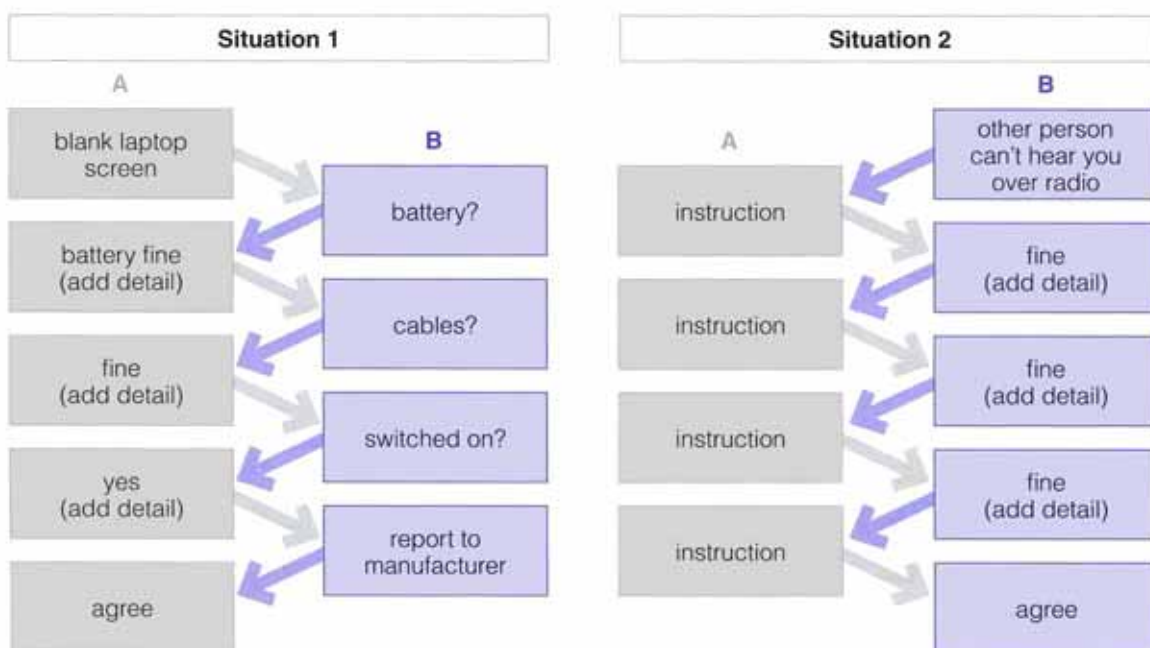 Situation 1
A
blank laptop
screen
B
battery?
battery fine
(add detail)
cables?
fine
(add detail)
switched on?
yes
(add detail)
report to
manufacturer
agree
Situation 2
B
other person
can't hear you
over radio
A
instruction
fine
(add detail)
instruction
fine
(add detail)
instruction
fine
(add detail)
instruction
agree